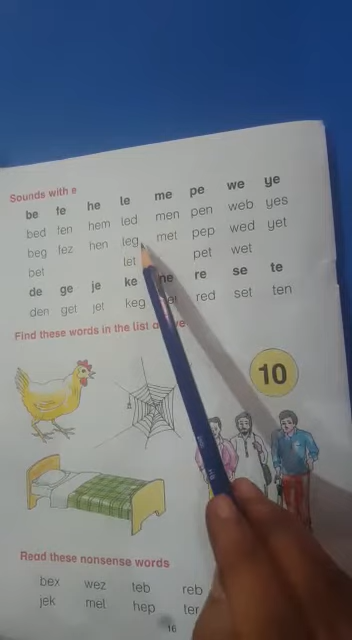 Sounds with e
be fe he le me pe we ye
bed fen hem led men pen web yes
beg fez hen leg met pep wed yet
bet let pet wet
de ge je ke ne re se te
den get jet keg red set ten
Find these words in the list
10
Read these nonsense words
bex wez teb reb
jek mel hep ter
16